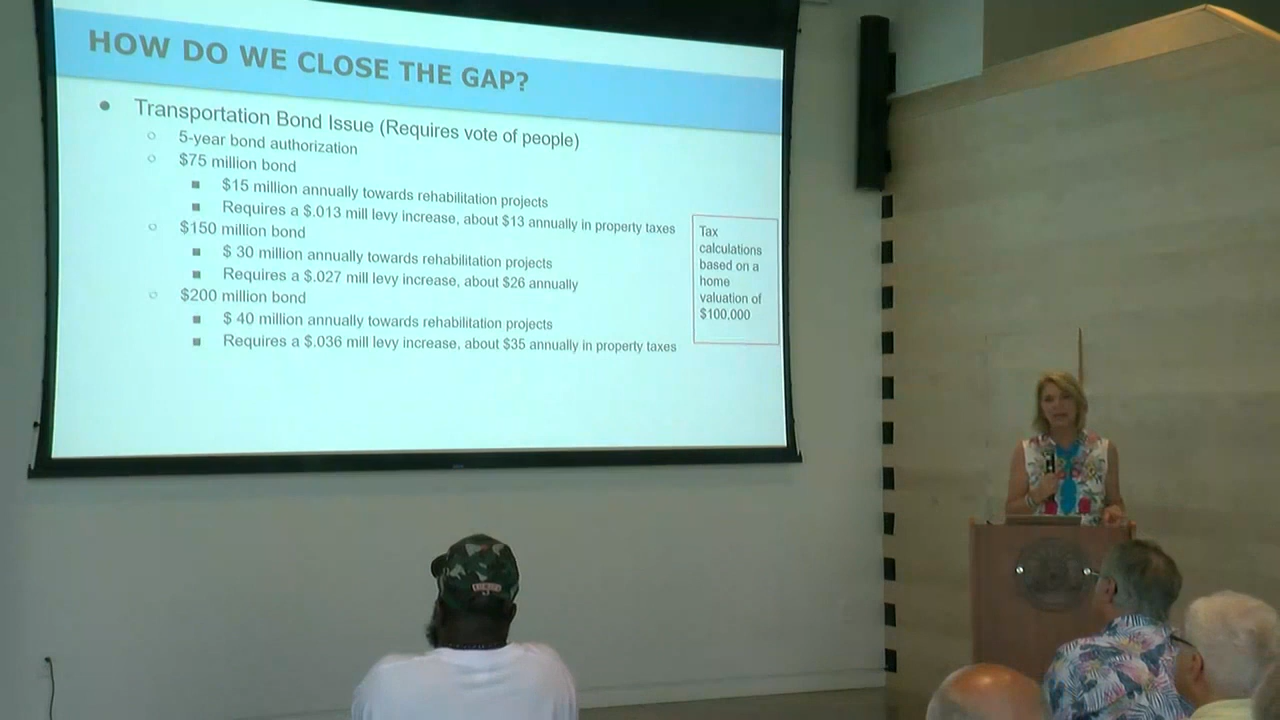 HOW DO WE CLOSE THE GAP?
● Transportation Bond Issue (Requires vote of people)
○ 5-year bond authorization
○ $75 million bond
■ $15 million annually towards rehabilitation projects
■ Requires a $.013 mill levy increase, about $13 annually in property taxes
○ $150 million bond
■ $ 30 million annually towards rehabilitation projects
■ Requires a $.027 mill levy increase, about $26 annually
○ $200 million bond
■ $ 40 million annually towards rehabilitation projects
■ Requires a $.036 mill levy increase, about $35 annually in property taxes
Tax
calculations
based on a
home
valuation of
$100,000